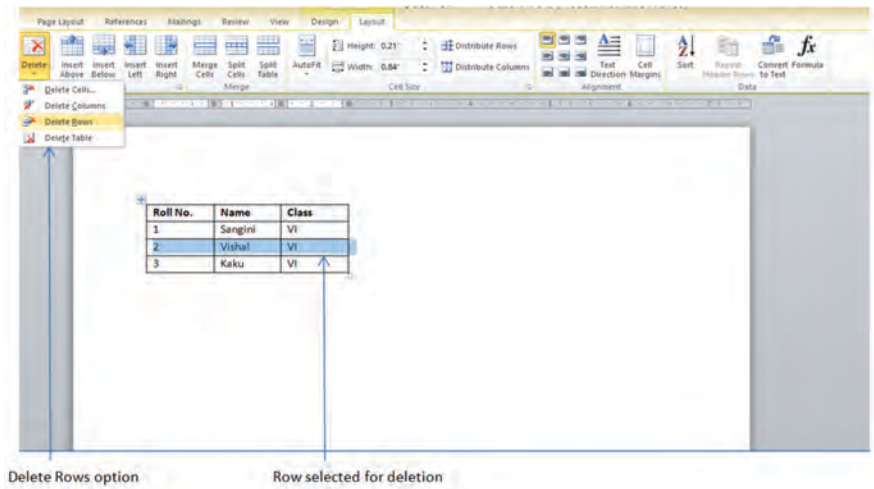 Page Layout References Mailings Review View Design Layout
Delete Insert Above Insert Below Insert Left Insert Right Merge Cells Split Cells Split Table AutoFit Height: 0.21" Width: 0.84" Distribute Rows Distribute Columns Text Direction Cell Margins Sort Repeat Header Rows Convert to Text Formula
Merge Cell Size Alignment Data
Delete Cells...
Delete Columns
Delete Rows
Delete Table
Roll No. Name Class
1 Sangini VI
2 Vishal VI
3 Kaku VI
Delete Rows option Row selected for deletion